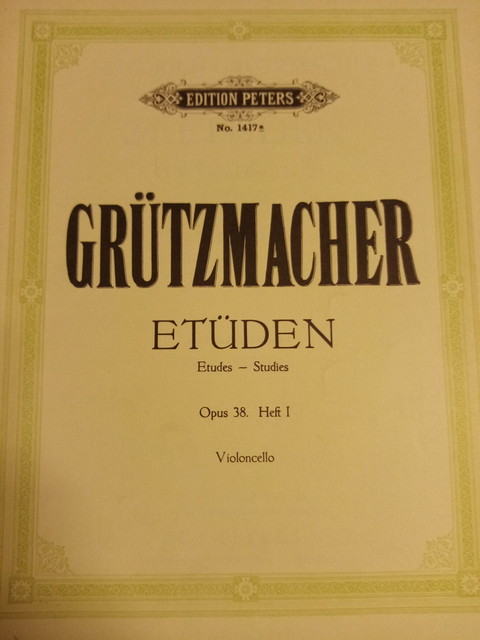 EDITION PETERS
No. 1417a
GRÜTZMACHER
ETÜDEN
Etudes – Studies
Opus 38. Heft I
Violoncello